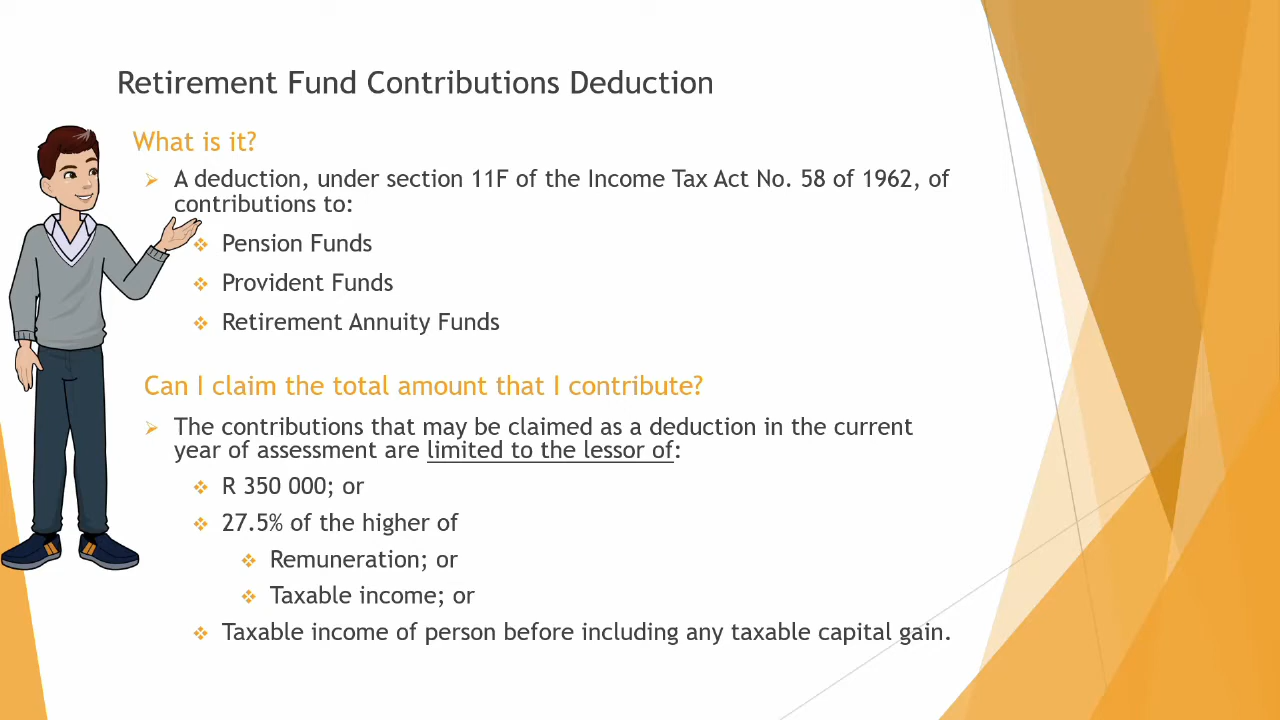 Retirement Fund Contributions Deduction
What is it?
A deduction, under section 11F of the Income Tax Act No. 58 of 1962, of
contributions to:
Pension Funds
Provident Funds
Retirement Annuity Funds
Can I claim the total amount that I contribute?
The contributions that may be claimed as a deduction in the current
year of assessment are limited to the lessor of:
R 350 000; or
27.5% of the higher of
Remuneration; or
Taxable income; or
Taxable income of person before including any taxable capital gain.